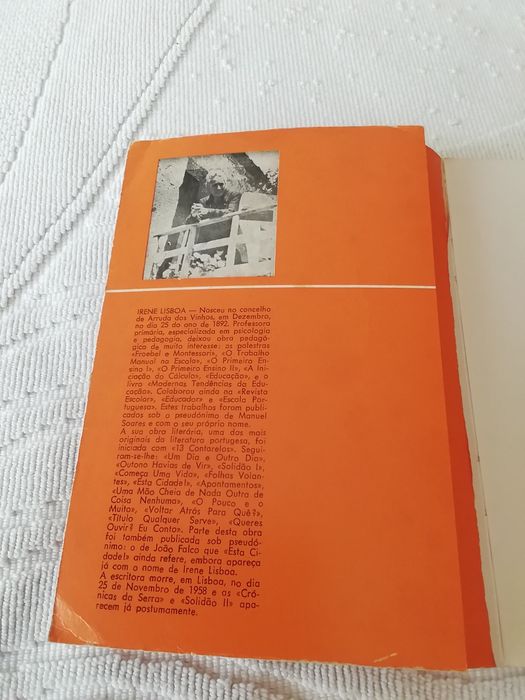 IRENE LISBOA — Nasceu no concelho
de Arruda dos Vinhos, em Dezembro,
no dia 25 do ano de 1892. Professora
primária, especializada em psicologia
e pedagogia, deixou obra pedagó-
gica de muito interesse: as palestras
«Froebel e Montessori», «O Trabalho
Manual na Escola», «O Primeiro En-
sino I», «O Primeiro Ensino II», «A Ini-
ciação do Cálculo», «Educação», e o
livro «Modernas Tendências da Edu-
cação». Colaborou ainda na «Revista
Escolar», «Educador» e «Escola Por-
tuguesa». Estes trabalhos foram publi-
cados sob o pseudónimo de Manuel
Soares e com o seu próprio nome.
A sua obra literária, uma das mais
originais da literatura portugesa, foi
iniciada com «13 Contarelos». Segui-
ram-se-lhe: «Um Dia e Outro Dia»,
«Outono Havias de Vir», «Solidão I»,
«Começa Uma Vida», «Folhas Volan-
tes», «Esta Cidade!», «Apontamentos»,
«Uma Mão Cheia de Nada Outra de
Coisa Nenhuma», «O Pouco e o
Muito», «Voltar Atrás Para Quê?»,
«Título Qualquer Serve», «Queres
Ouvir? Eu Conto». Parte desta obra
foi também publicada sob pseudó-
nimo: o de João Falco que «Esta Ci-
dade!» ainda refere, embora apareça
já com o nome de Irene Lisboa.
A escritora morre, em Lisboa, no dia
25 de Novembro de 1958 e as «Cró-
nicas da Serra» e «Solidão II» apa-
recem já postumamente.